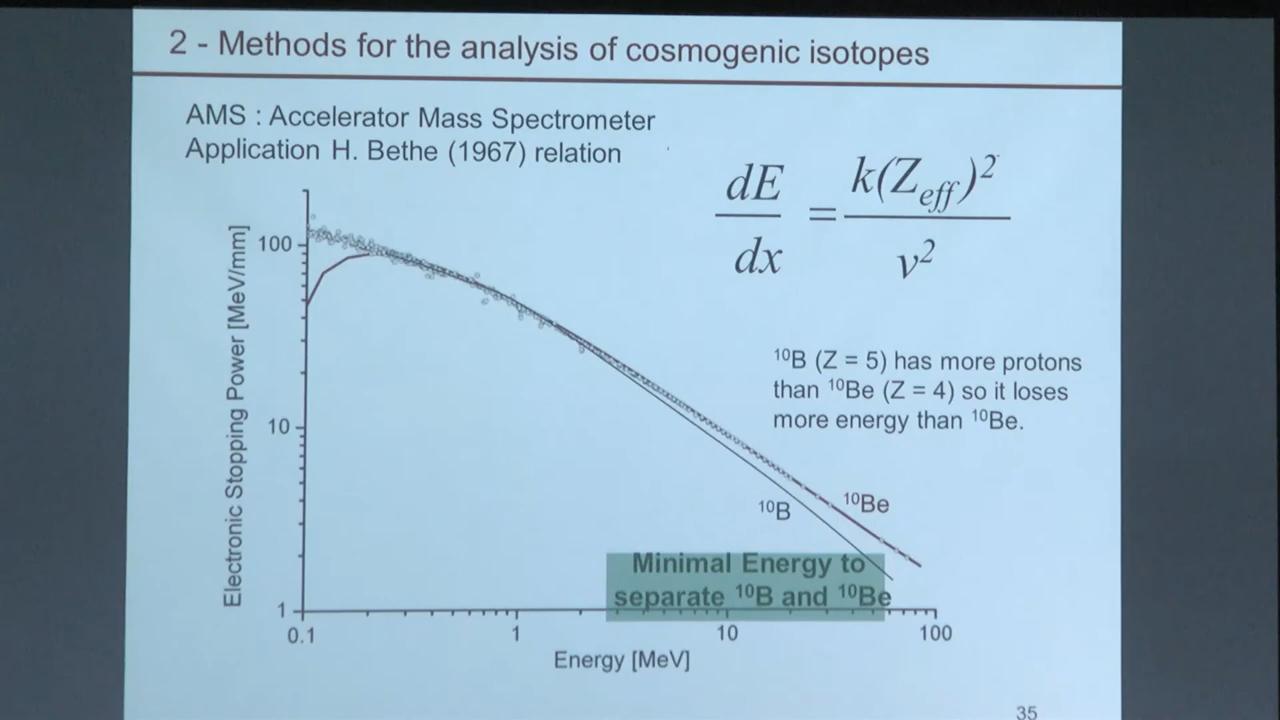 2 - Methods for the analysis of cosmogenic isotopes
AMS : Accelerator Mass Spectrometer
Application H. Bethe (1967) relation
dE/dx = k(Z_eff)²/v²
Electronic Stopping Power [MeV/mm]
100
10
1
¹⁰B (Z = 5) has more protons
than ¹⁰Be (Z = 4) so it loses
more energy than ¹⁰Be.
¹⁰Be
¹⁰B
Minimal Energy to
separate ¹⁰B and ¹⁰Be
0.1 1 10 100
Energy [MeV]
35